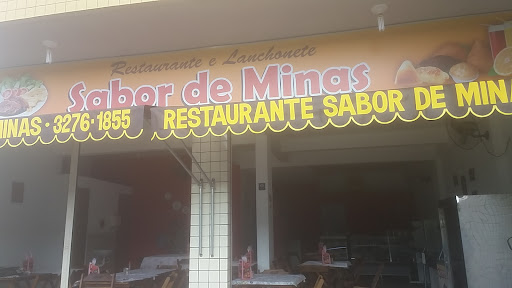 Restaurante e Lanchonete
Sabor de Minas
MINAS · 3276-1855 RESTAURANTE SABOR DE MINA